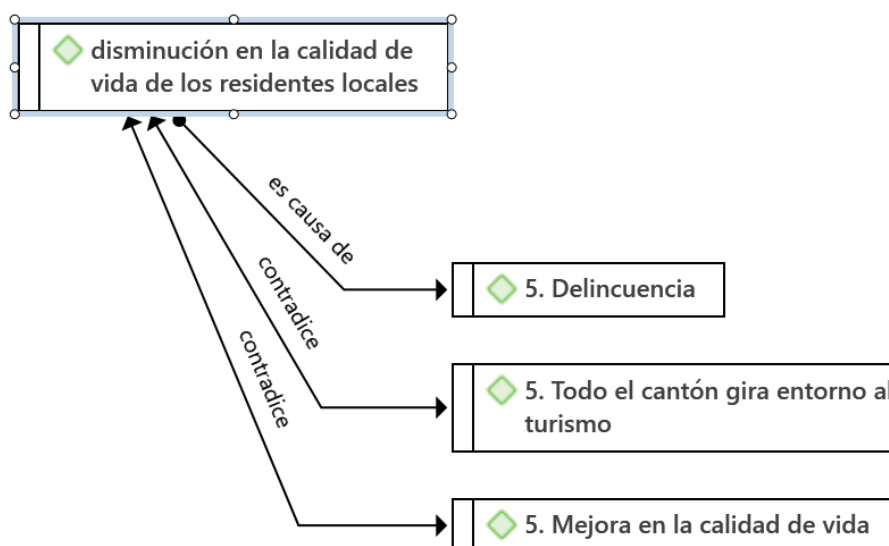 disminución en la calidad de
vida de los residentes locales
es causa de
contradice
contradice
5. Delincuencia
5. Todo el cantón gira entorno al
turismo
5. Mejora en la calidad de vida